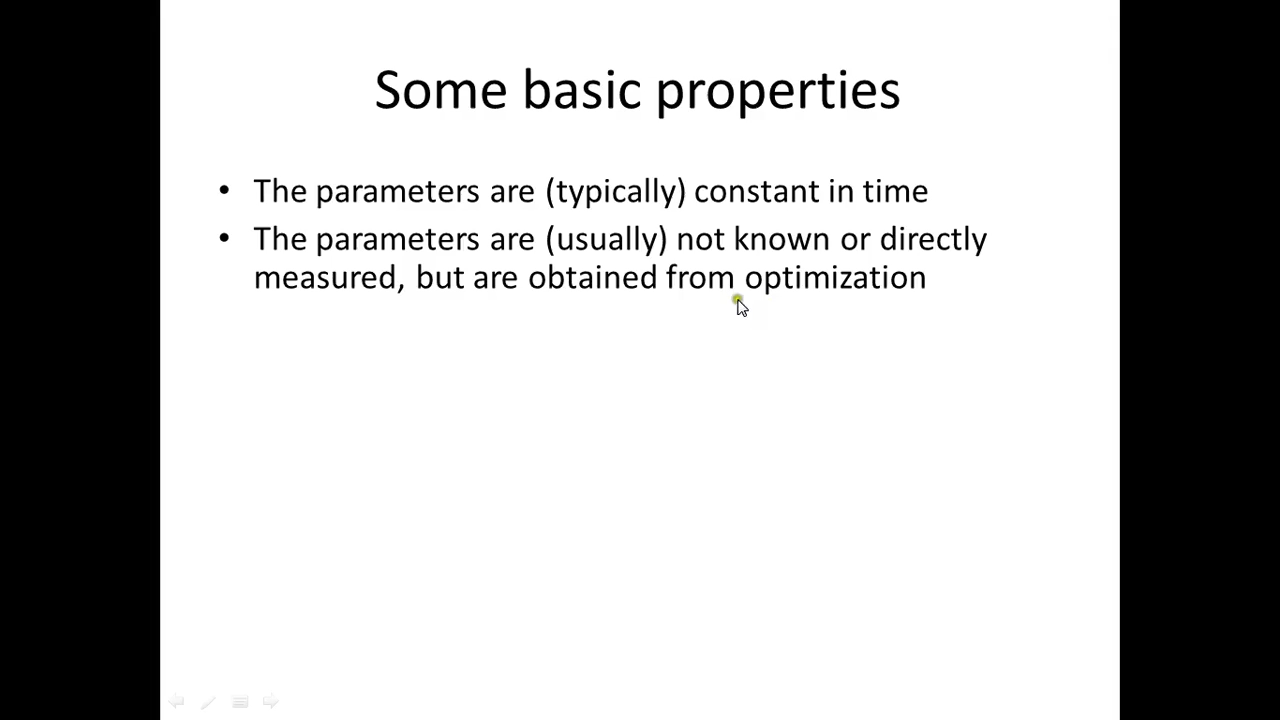 Some basic properties
• The parameters are (typically) constant in time
• The parameters are (usually) not known or directly
measured, but are obtained from optimization